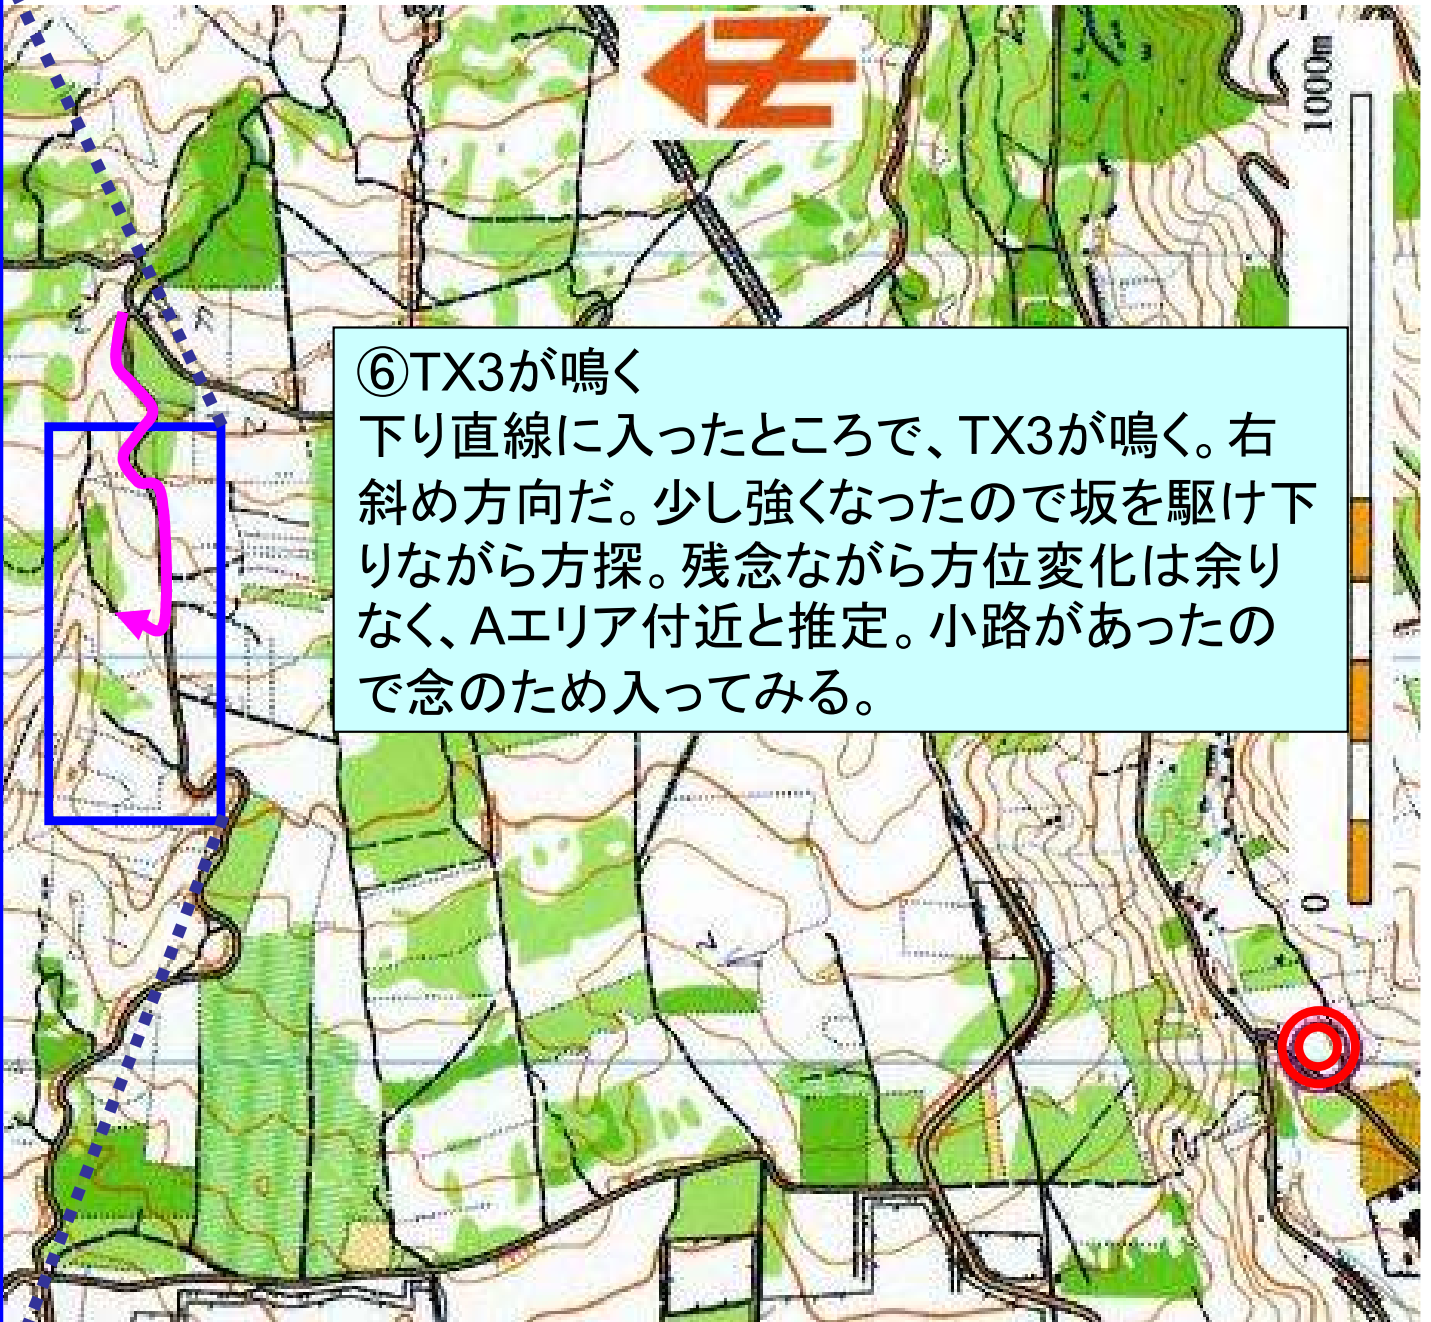 1000m
⑥TX3が鳴く
下り直線に入ったところで、TX3が鳴く。右
斜め方向だ。少し強くなったので坂を駆け下
りながら方探。残念ながら方位変化は余り
なく、Aエリア付近と推定。小路があったの
で念のため入ってみる。
0